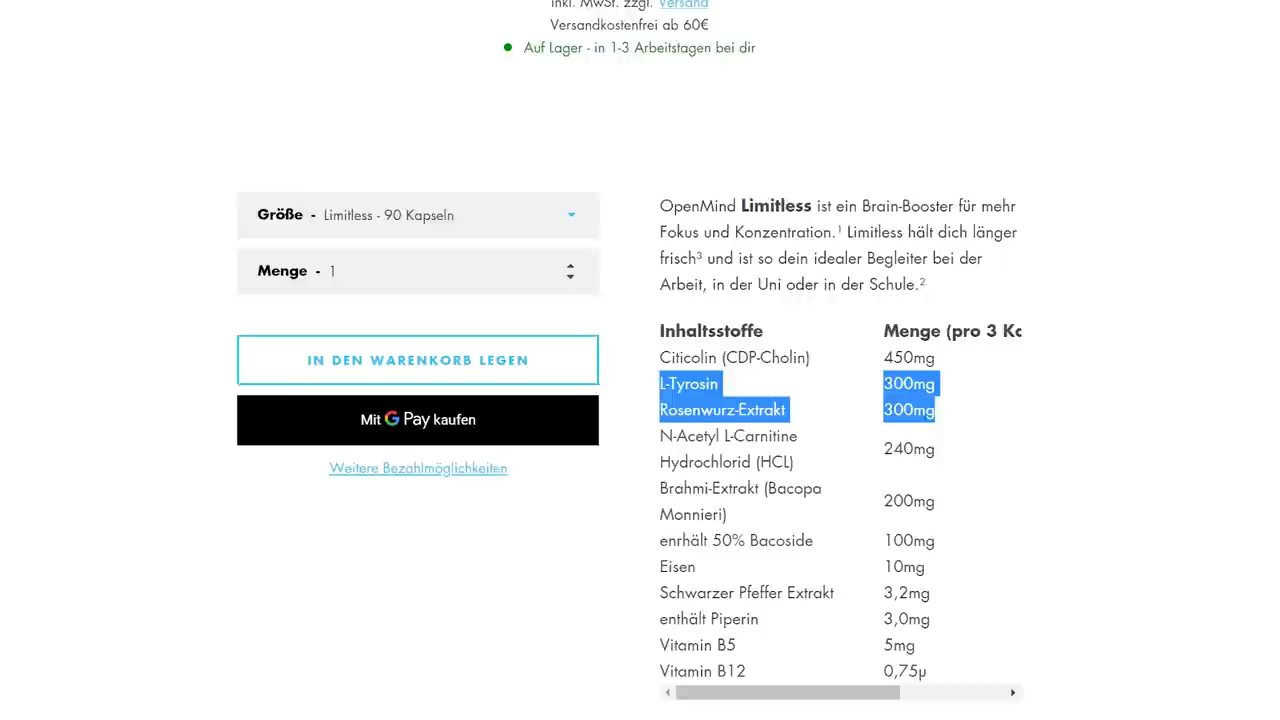 inkl. MwSt. zzgl. Versand
Versandkostenfrei ab 60€
Auf Lager - in 1-3 Arbeitstagen bei dir
Größe - Limitless - 90 Kapseln
Menge - 1
IN DEN WARENKORB LEGEN
Mit G Pay kaufen
Weitere Bezahlmöglichkeiten
OpenMind Limitless ist ein Brain-Booster für mehr
Fokus und Konzentration.¹ Limitless hält dich länger
frisch³ und ist so dein idealer Begleiter bei der
Arbeit, in der Uni oder in der Schule.²
Inhaltsstoffe Menge (pro 3 Ka
Citicolin (CDP-Cholin) 450mg
L-Tyrosin 300mg
Rosenwurz-Extrakt 300mg
N-Acetyl L-Carnitine
Hydrochlorid (HCL) 240mg
Brahmi-Extrakt (Bacopa
Monnieri) 200mg
enrhält 50% Bacoside 100mg
Eisen 10mg
Schwarzer Pfeffer Extrakt 3,2mg
enthält Piperin 3,0mg
Vitamin B5 5mg
Vitamin B12 0,75µ